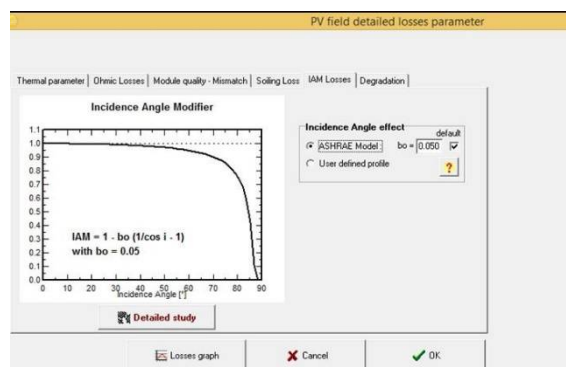 PV field detailed losses parameter
Thermal parameter | Ohmic Losses | Module quality - Mismatch | Soiling Loss | IAM Losses | Degradation
Incidence Angle Modifier
1.1
1.0
0.9
0.8
0.7
0.6
0.5
0.4
0.3
0.2
0.1
0.0
IAM = 1 - bo (1/cos i - 1)
with bo = 0.05
0 10 20 30 40 50 60 70 80 90
Incidence Angle [°]
Incidence Angle effect
default
ASHRAE Model : bo = 0.050
User defined profile
?
Detailed study
Losses graph
Cancel
OK